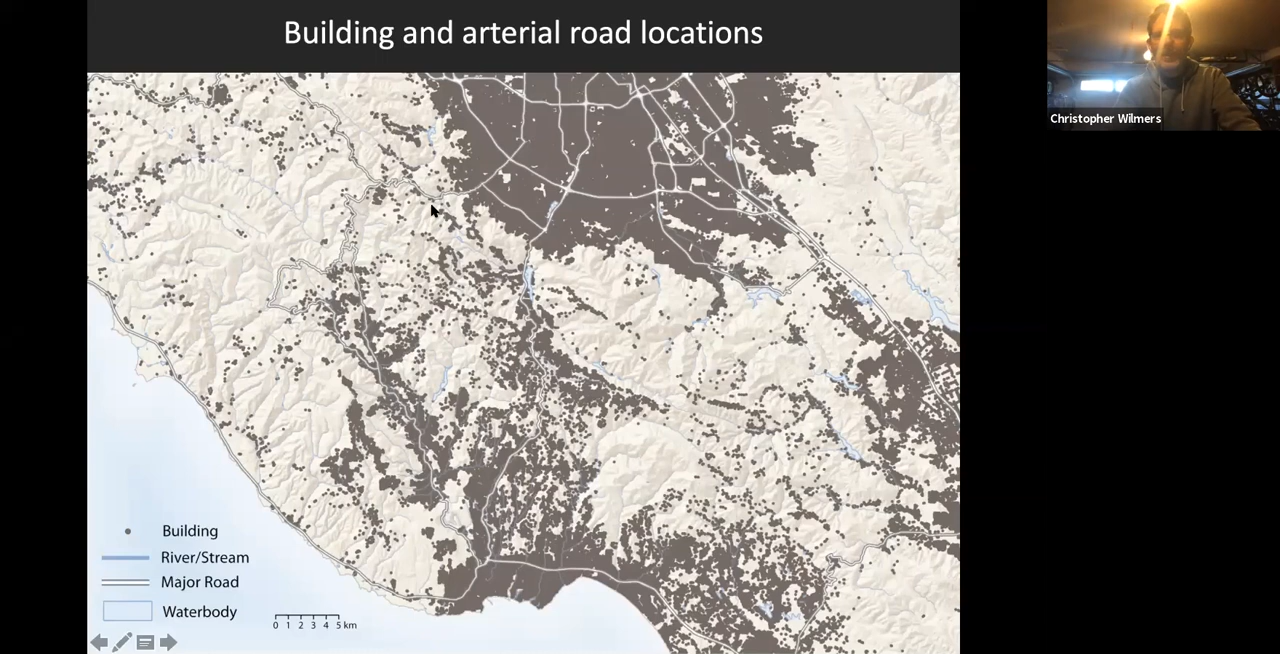 Building and arterial road locations
Christopher Wilmers
Building
River/Stream
Major Road
Waterbody
0 1 2 3 4 5 km